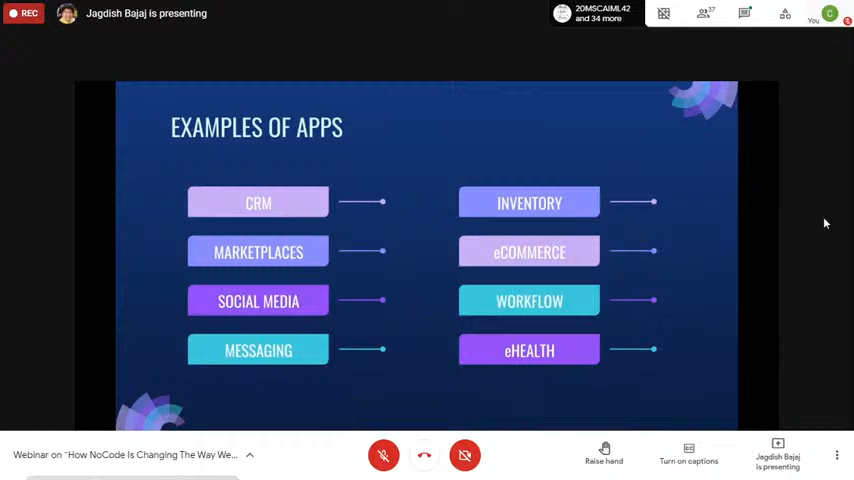 REC
Jagdish Bajaj is presenting
20MSCAIML42
and 34 more
37
C
You
EXAMPLES OF APPS
CRM
INVENTORY
MARKETPLACES
eCOMMERCE
SOCIAL MEDIA
WORKFLOW
MESSAGING
eHEALTH
Webinar on "How NoCode Is Changing The Way We...
Raise hand
Turn on captions
Jagdish Bajaj
is presenting